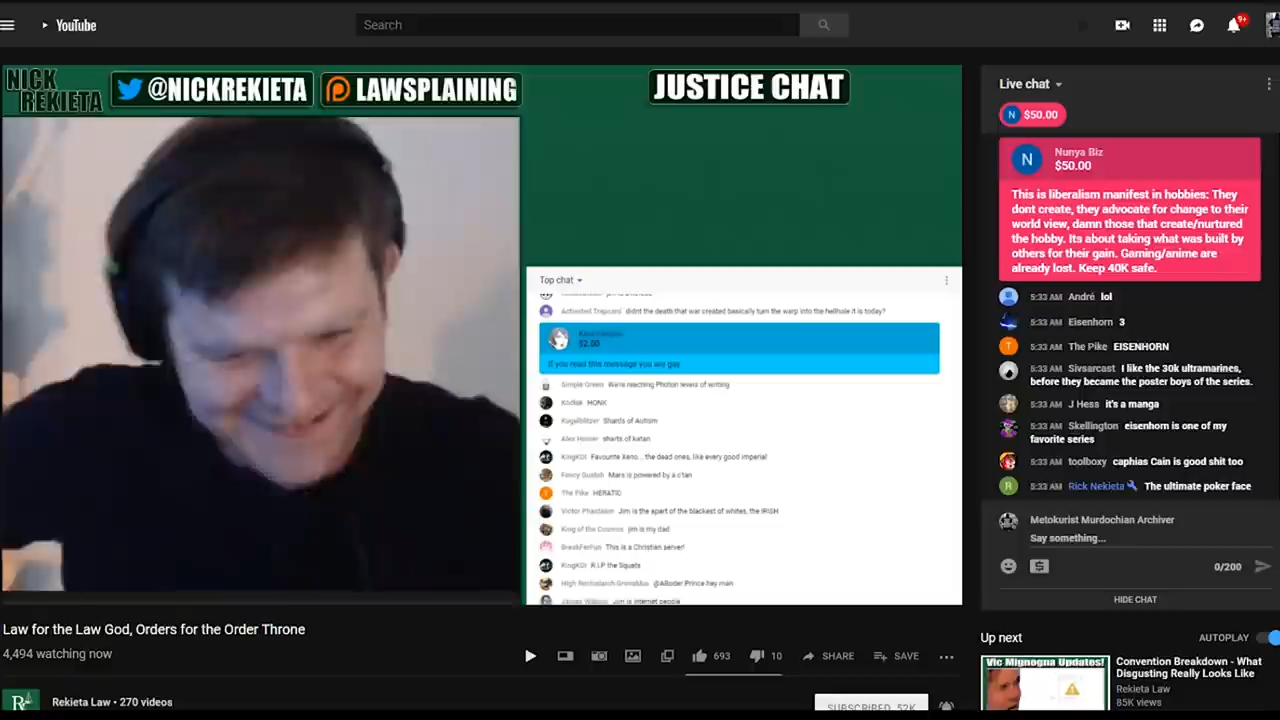 YouTube
Search
9+
NICK
REKIETA
@NICKREKIETA
LAWSPLAINING
JUSTICE CHAT
Top chat
didnt the death that war created basically turn the warp into the hellhole it is today?
$2.00
If you read this message you are gay
Simple Green We're reaching Photon levels of writing
Kodiak HONK
Kugelblitzer Shards of Autism
sharts of katan
KingKOI Favourite Xeno... the dead ones, like every good imperial
Mars is powered by a c'tan
The Pike HERATIC
Victor Phastasm Jim is the apart of the blackest of whites, the IRISH
King of the Cosmos jim is my dad
BreakFerFun This is a Christian server!
KingKOI R.I.P the Squats
hey man
Jim is internet people
Law for the Law God, Orders for the Order Throne
4,494 watching now
693
10
SHARE
SAVE
R
Rekieta Law • 270 videos
SUBSCRIBED 52K
Live chat
N $50.00
N
Nunya Biz
$50.00
This is liberalism manifest in hobbies: They
dont create, they advocate for change to their
world view, damn those that create/nurtured
the hobby. Its about taking what was built by
others for their gain. Gaming/anime are
already lost. Keep 40K safe.
5:33 AM André lol
5:33 AM Eisenhorn 3
T 5:33 AM The Pike EISENHORN
5:33 AM Sivsarcast I like the 30k ultramarines,
before they became the poster boys of the series.
5:33 AM J Hess it's a manga
5:33 AM Skellington eisenhorn is one of my
favorite series
5:33 AM toolboxy caphias Cain is good shit too
R 5:33 AM Rick Nekieta The ultimate poker face
Metokurist Murdochian Archiver
Say something...
0/200
HIDE CHAT
Up next
AUTOPLAY
Vic Mignogna Updates!
Convention Breakdown - What
Disgusting Really Looks Like
Rekieta Law
85K views